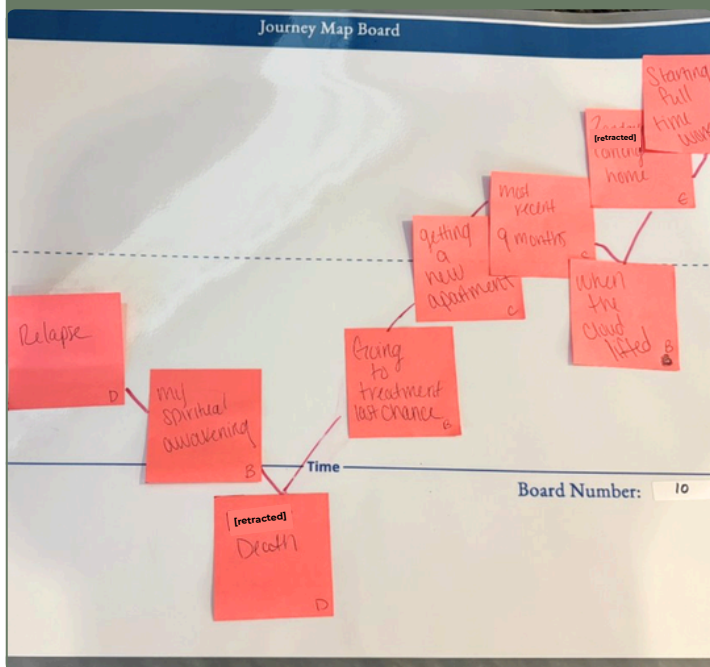 Journey Map Board
Starting
full
time
[retracted]
coming
home
E
most
recent
9 months
getting
a
new
apartment
C
when
the
cloud
lifted
B
B
Relapse
D
Going
to
treatment
last chance
B
my
spiritual
awakening
B
Time
Board Number: 10
[retracted]
Death
D